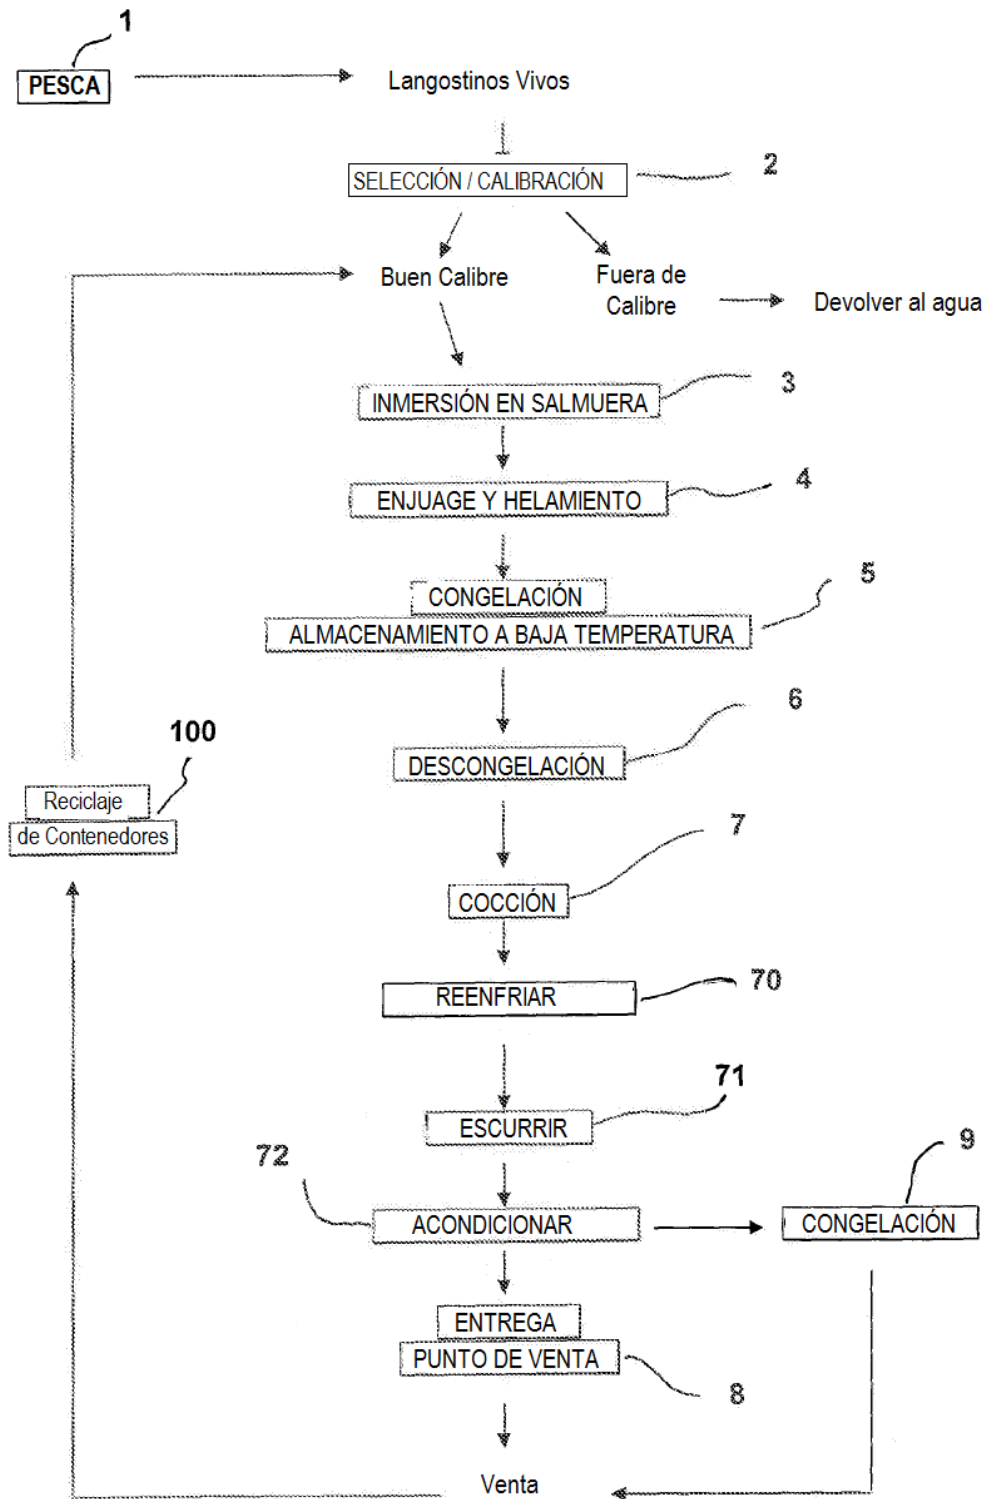 1
PESCA
Langostinos Vivos
2
SELECCIÓN / CALIBRACIÓN
Buen Calibre
Fuera de
Calibre
Devolver al agua
3
INMERSIÓN EN SALMUERA
4
ENJUAGE Y HELAMIENTO
5
CONGELACIÓN
ALMACENAMIENTO A BAJA TEMPERATURA
6
DESCONGELACIÓN
100
Reciclaje
de Contenedores
7
COCCIÓN
70
REENFRIAR
71
ESCURRIR
72
ACONDICIONAR
9
CONGELACIÓN
ENTREGA
PUNTO DE VENTA
8
Venta